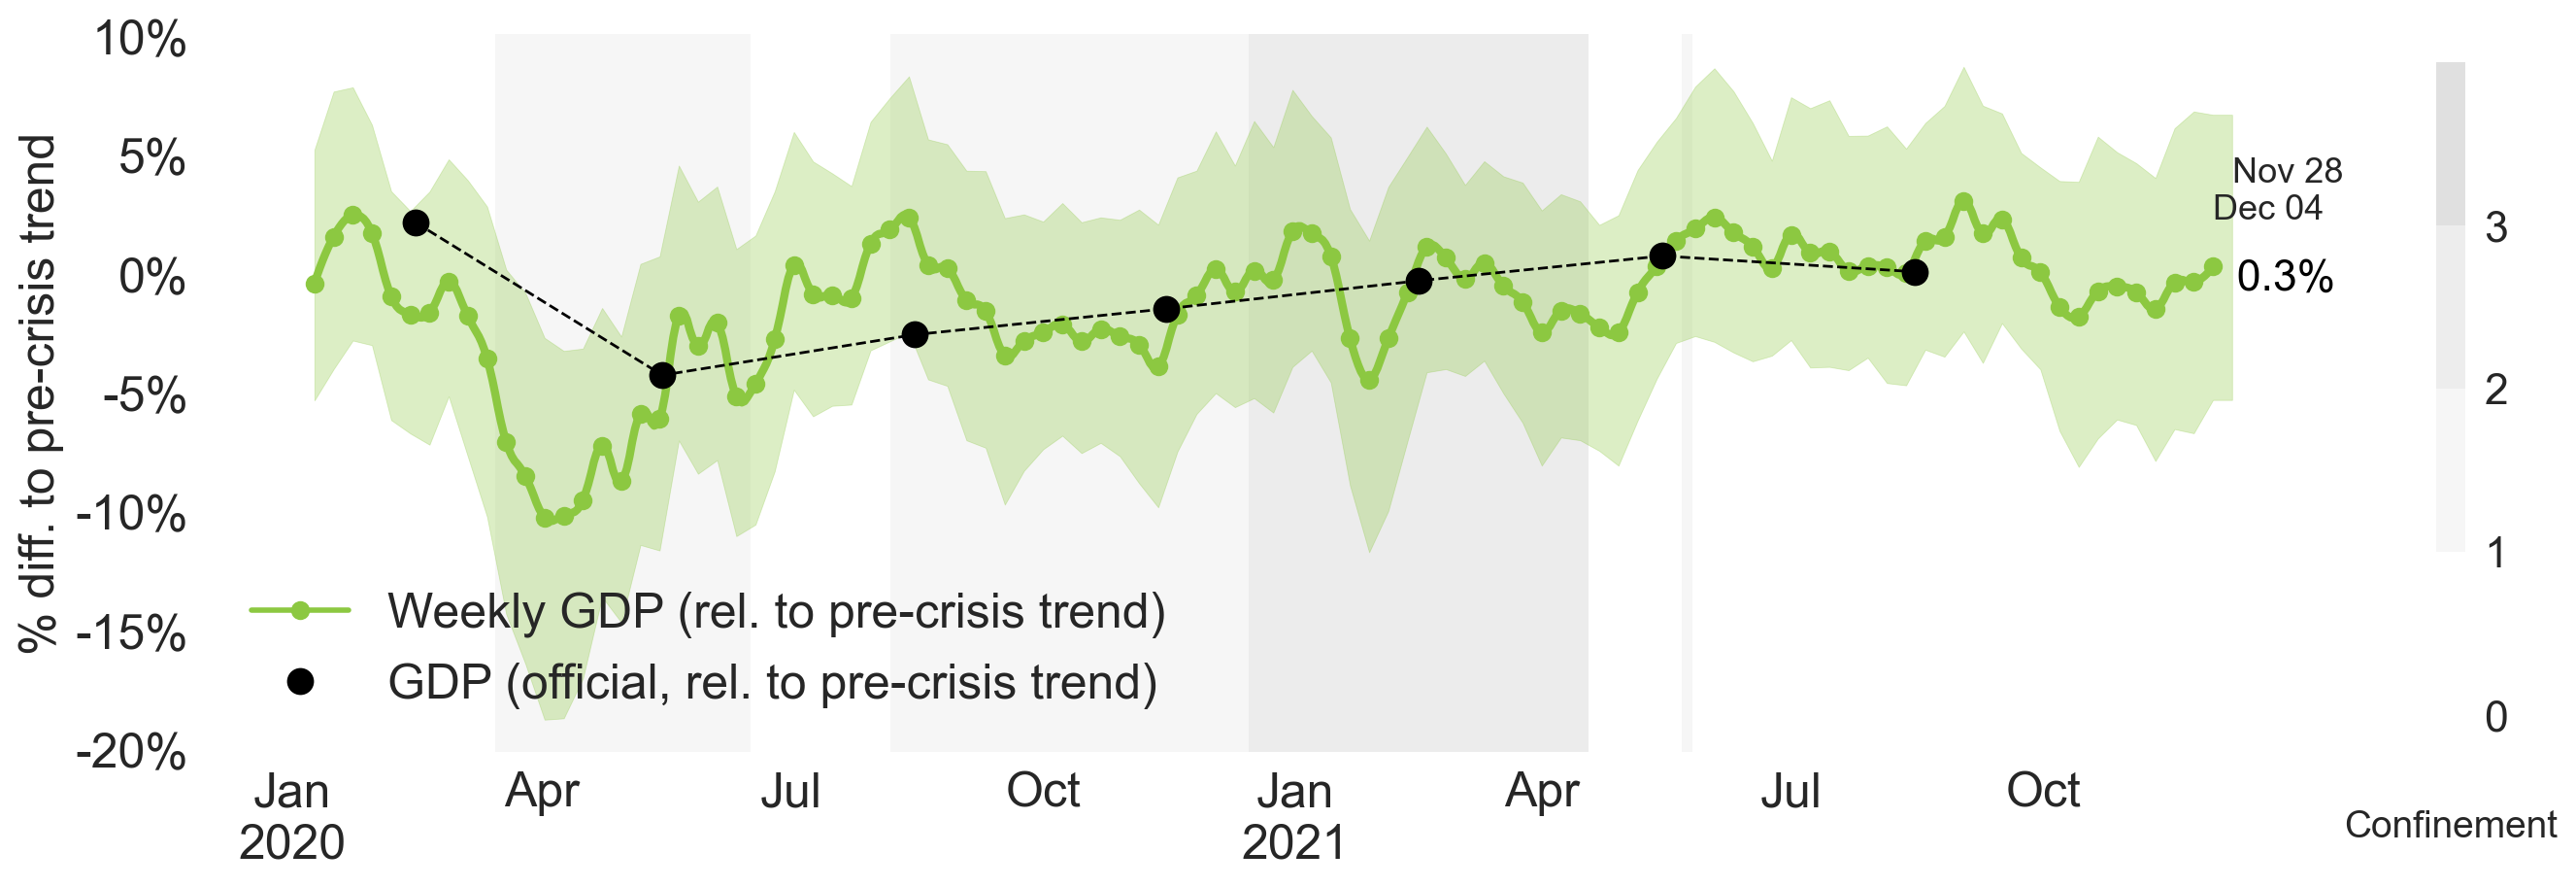 10%
5%
0%
-5%
-10%
-15%
-20%
% diff. to pre-crisis trend
Nov 28
Dec 04
0.3%
Weekly GDP (rel. to pre-crisis trend)
GDP (official, rel. to pre-crisis trend)
Jan Apr Jul Oct Jan Apr Jul Oct
2020 2021
3
2
1
0
Confinement